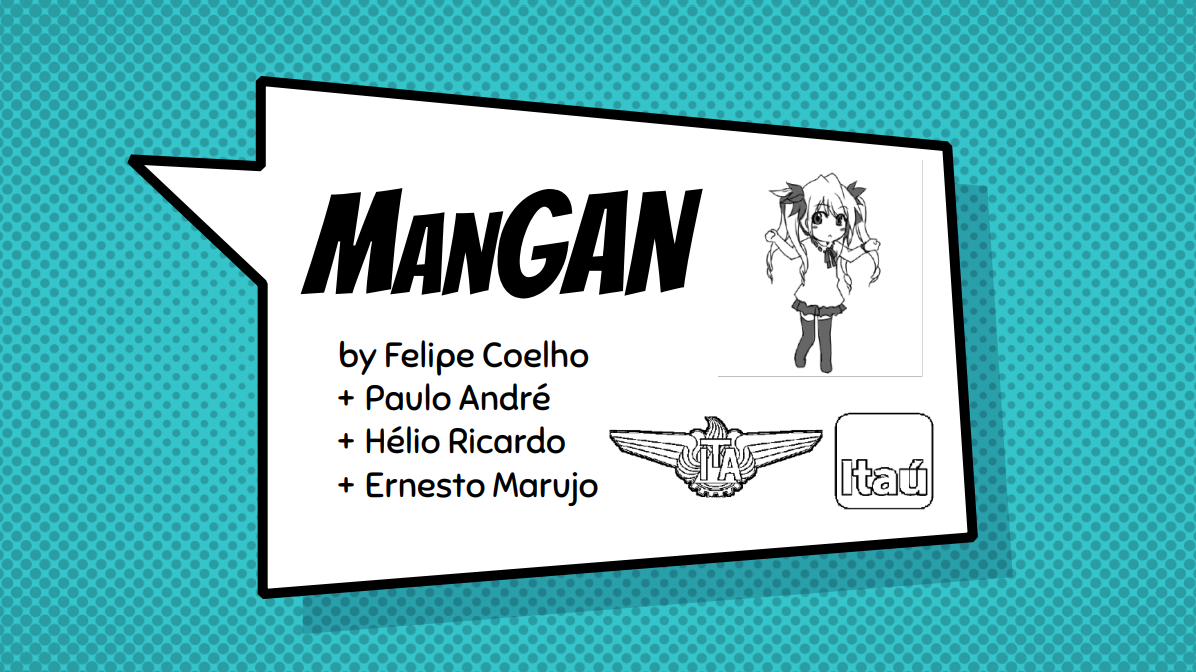 MANGAN
by Felipe Coelho
+ Paulo André
+ Hélio Ricardo
+ Ernesto Marujo
ITA
Itaú